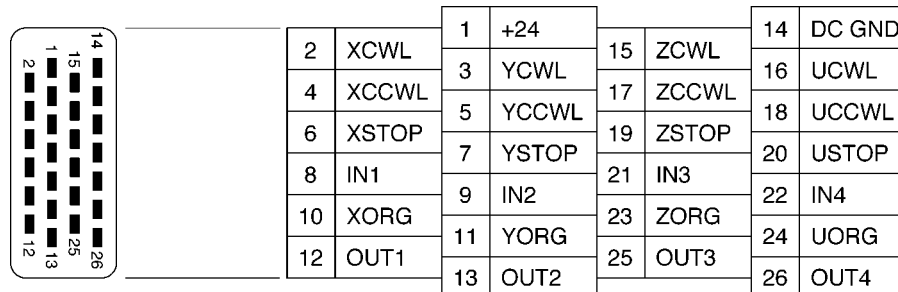 14
1
15
2
12
13
25
26
2 XCWL
4 XCCWL
6 XSTOP
8 IN1
10 XORG
12 OUT1
1 +24
3 YCWL
5 YCCWL
7 YSTOP
9 IN2
11 YORG
13 OUT2
15 ZCWL
17 ZCCWL
19 ZSTOP
21 IN3
23 ZORG
25 OUT3
14 DC GND
16 UCWL
18 UCCWL
20 USTOP
22 IN4
24 UORG
26 OUT4